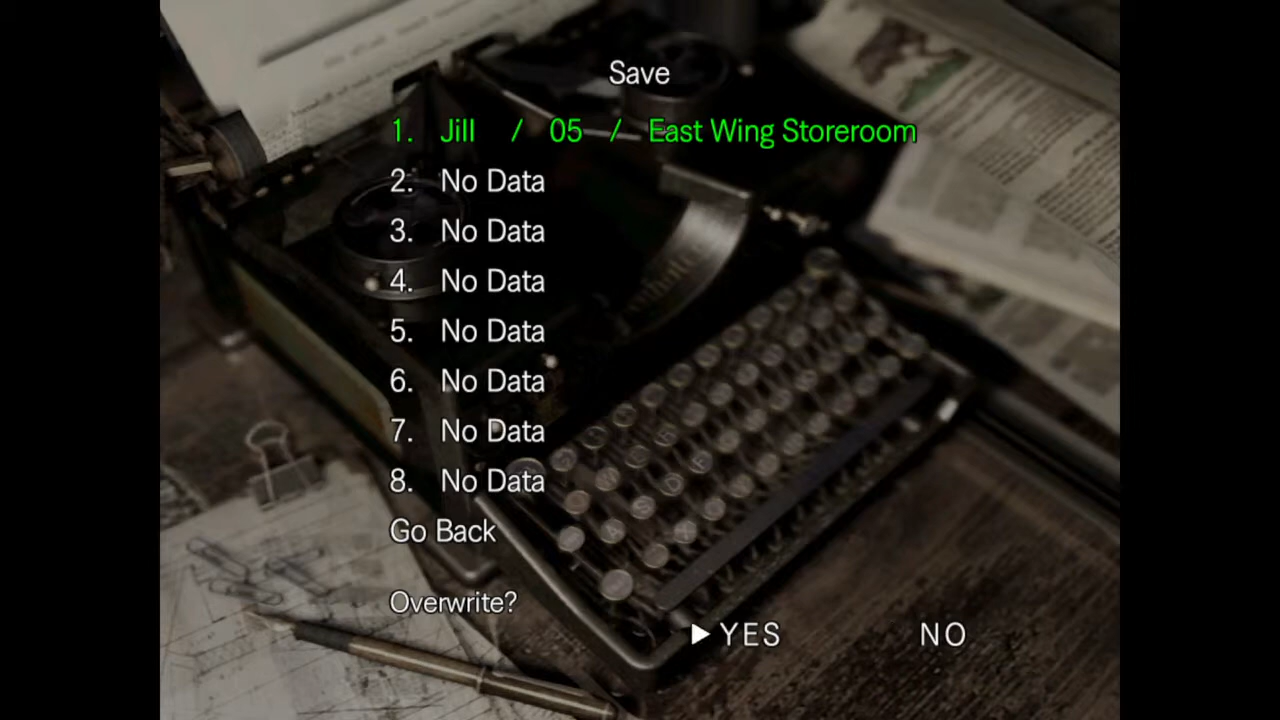 Save
1. Jill / 05 / East Wing Storeroom
2. No Data
3. No Data
4. No Data
5. No Data
6. No Data
7. No Data
8. No Data
Go Back
Overwrite?
YES NO